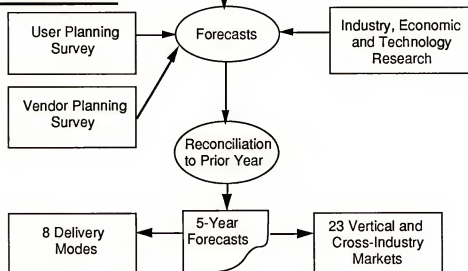 User Planning
Survey
Forecasts
Industry, Economic
and Technology
Research
Vendor Planning
Survey
Reconciliation
to Prior Year
8 Delivery
Modes
5-Year
Forecasts
23 Vertical and
Cross-Industry
Markets